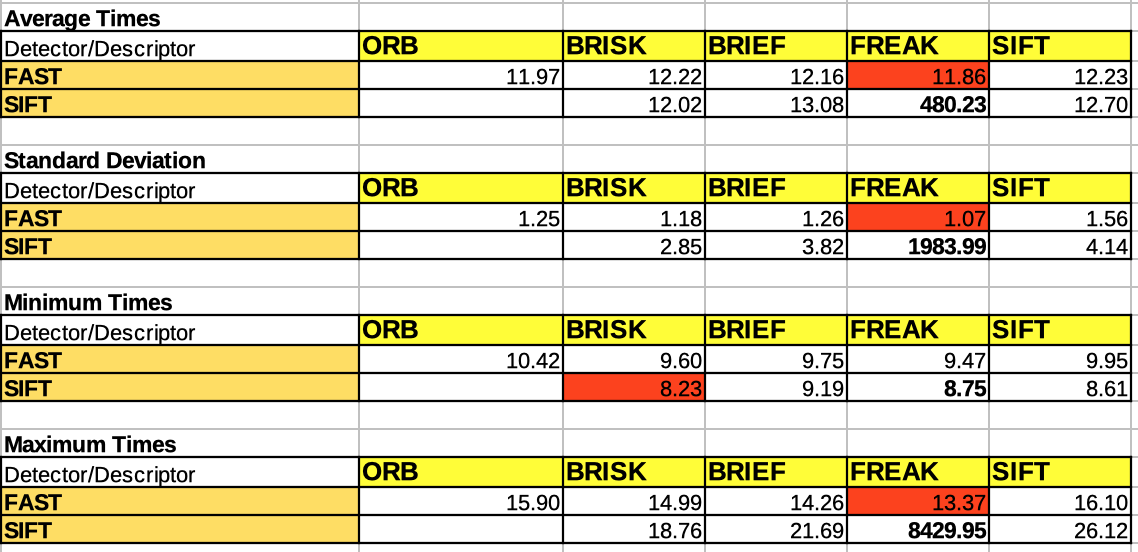 Average Times
Detector/Descriptor ORB BRISK BRIEF FREAK SIFT
FAST 11.97 12.22 12.16 11.86 12.23
SIFT 12.02 13.08 480.23 12.70
Standard Deviation
Detector/Descriptor ORB BRISK BRIEF FREAK SIFT
FAST 1.25 1.18 1.26 1.07 1.56
SIFT 2.85 3.82 1983.99 4.14
Minimum Times
Detector/Descriptor ORB BRISK BRIEF FREAK SIFT
FAST 10.42 9.60 9.75 9.47 9.95
SIFT 8.23 9.19 8.75 8.61
Maximum Times
Detector/Descriptor ORB BRISK BRIEF FREAK SIFT
FAST 15.90 14.99 14.26 13.37 16.10
SIFT 18.76 21.69 8429.95 26.12